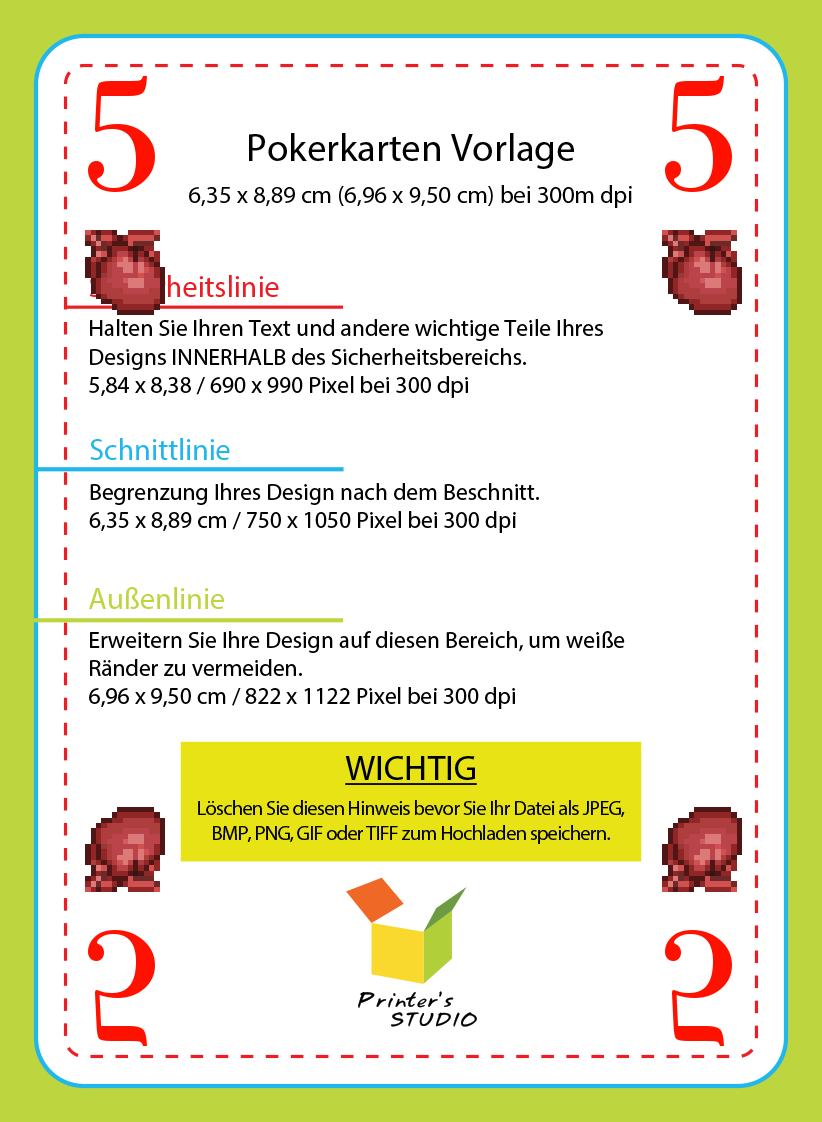 5 5
Pokerkarten Vorlage
6,35 x 8,89 cm (6,96 x 9,50 cm) bei 300m dpi
heitslinie
Halten Sie Ihren Text und andere wichtige Teile Ihres
Designs INNERHALB des Sicherheitsbereichs.
5,84 x 8,38 / 690 x 990 Pixel bei 300 dpi
Schnittlinie
Begrenzung Ihres Design nach dem Beschnitt.
6,35 x 8,89 cm / 750 x 1050 Pixel bei 300 dpi
Außenlinie
Erweitern Sie Ihre Design auf diesen Bereich, um weiße
Ränder zu vermeiden.
6,96 x 9,50 cm / 822 x 1122 Pixel bei 300 dpi
WICHTIG
Löschen Sie diesen Hinweis bevor Sie Ihr Datei als JPEG,
BMP, PNG, GIF oder TIFF zum Hochladen speichern.
Printer's
STUDIO
5 5